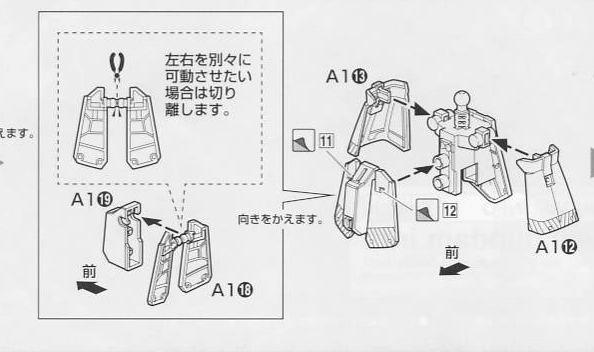 左右を別々に
可動させたい
場合は切り
離します。
A1⑬
えます。
11
A1⑲
向きをかえます。
12
前
前
A1⑫
A1⑱